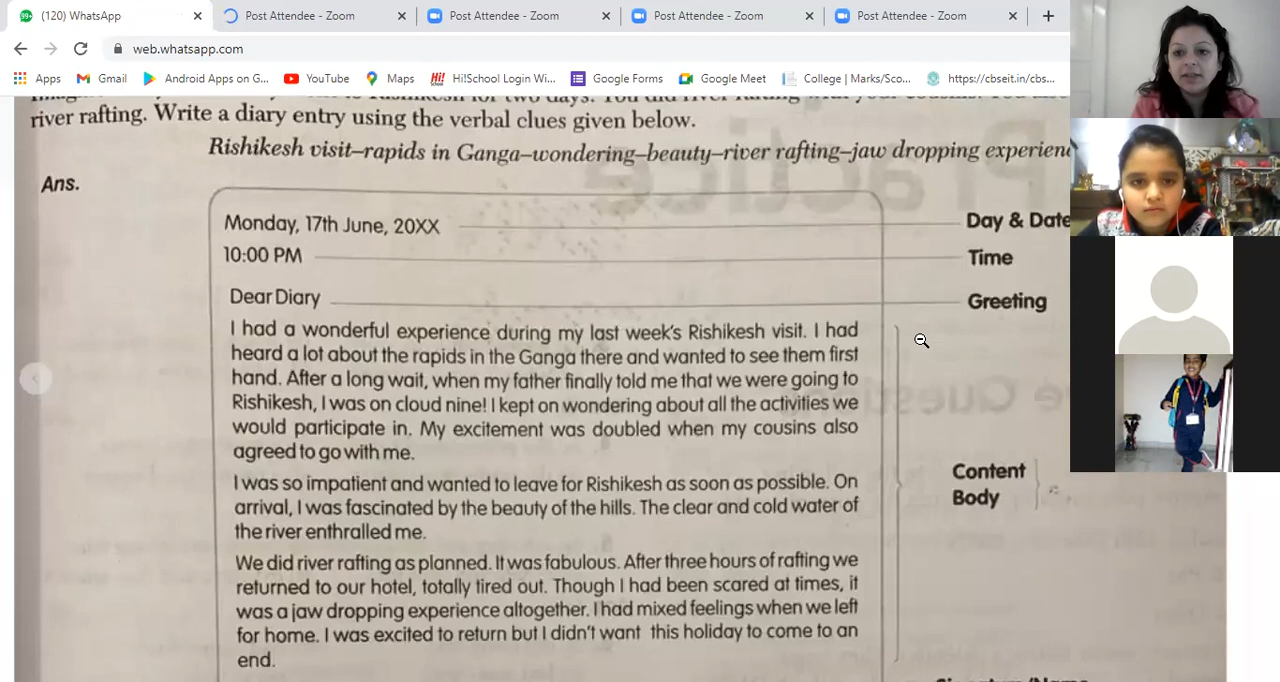 (120) WhatsApp
Post Attendee - Zoom
Post Attendee - Zoom
Post Attendee - Zoom
Post Attendee - Zoom
web.whatsapp.com
Apps
Gmail
Android Apps on G...
YouTube
Maps
Hi!School Login Wi...
Google Forms
Google Meet
College | Marks/Sco...
https://cbseit.in/cbs...
for two days. You did river rafting with your cousins.
river rafting. Write a diary entry using the verbal clues given below.
Rishikesh visit–rapids in Ganga–wondering–beauty–river rafting–jaw dropping
Ans.
Monday, 17th June, 20XX
Day & Date
10:00 PM
Time
Dear Diary
Greeting
I had a wonderful experience during my last week's Rishikesh visit. I had
heard a lot about the rapids in the Ganga there and wanted to see them first
hand. After a long wait, when my father finally told me that we were going to
Rishikesh, I was on cloud nine! I kept on wondering about all the activities we
would participate in. My excitement was doubled when my cousins also
agreed to go with me.
I was so impatient and wanted to leave for Rishikesh as soon as possible. On
arrival, I was fascinated by the beauty of the hills. The clear and cold water of
the river enthralled me.
Content
Body
We did river rafting as planned. It was fabulous. After three hours of rafting we
returned to our hotel, totally tired out. Though I had been scared at times, it
was a jaw dropping experience altogether. I had mixed feelings when we left
for home. I was excited to return but I didn't want this holiday to come to an
end.